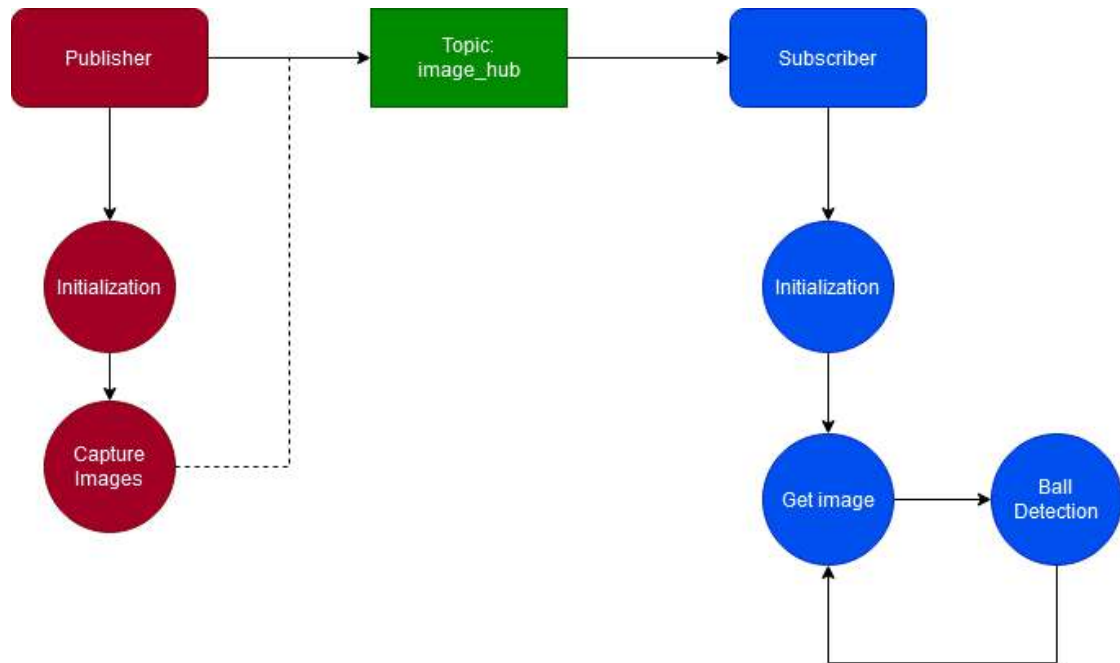 Publisher
Topic:
image_hub
Subscriber
Initialization
Initialization
Capture
Images
Get image
Ball
Detection